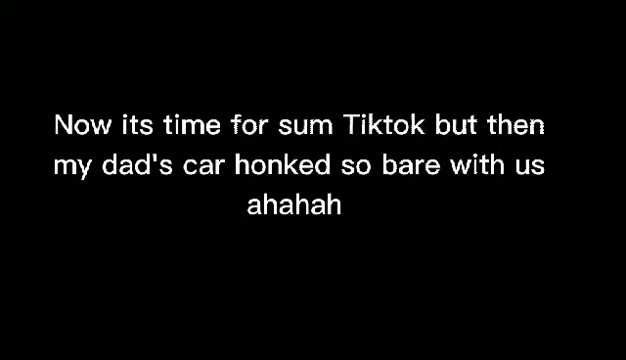 Now its time for sum Tiktok but then
my dad's car honked so bare with us
ahahah